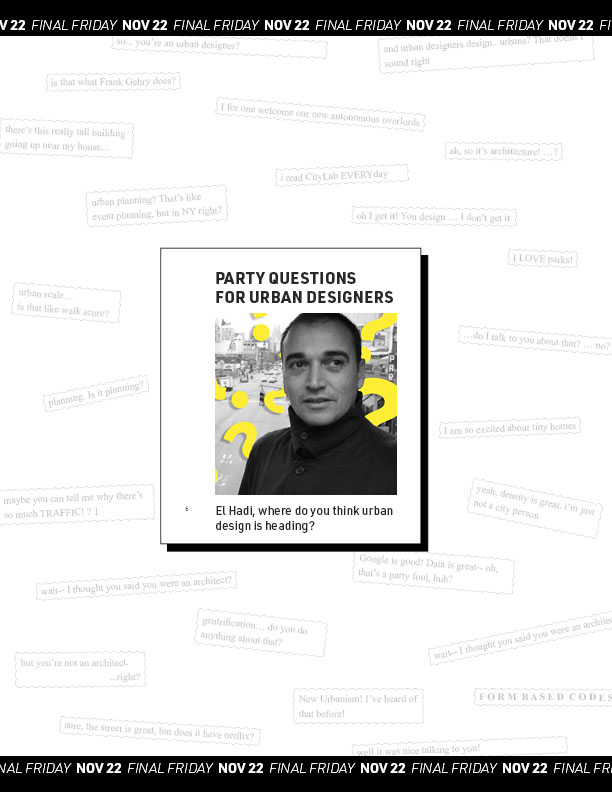 V 22 FINAL FRIDAY NOV 22 FINAL FRIDAY NOV 22 FINAL FRIDAY NOV 22 FINAL FRIDAY NOV 22 FI
so... you're an urban designer?
and urban designers design.. urbans? That doesn't
sound right
is that what Frank Gehry does?
I for one welcome our new autonomous overlords
there's this really tall building
going up near my house…
ah, so it's architecture! …?
i read CityLab EVERYday
urban planning? That's like
event planning, but in NY right?
oh I get it! You design … I don't get it
I LOVE parks!
PARTY QUESTIONS
FOR URBAN DESIGNERS
urban scale…
is that like walk score?
…do I talk to you about that? … no?
planning. Is it planning?
I am so excited about tiny homes
maybe you can tell me why there's
so much TRAFFIC! ? 1
yeah, density is great, i'm just
not a city person
6
El Hadi, where do you think urban
design is heading?
Google is good! Data is great-- oh,
that's a party foul, huh?
wait-- I thought you said you were an architect?
gentrification… do you do
anything about that?
wait-- I thought you said you were an archite
but you're not an architect-
...right?
New Urbanism! I've heard of
that before!
FORM BASED CODES
sure, the street is great, but does it have netflix?
well it was nice talking to you!
NAL FRIDAY NOV 22 FINAL FRIDAY NOV 22 FINAL FRIDAY NOV 22 FINAL FRIDAY NOV 22 FINAL FR